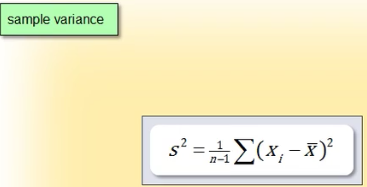 sample variance
s² = 1/n−1 ∑(xᵢ − x̄)²